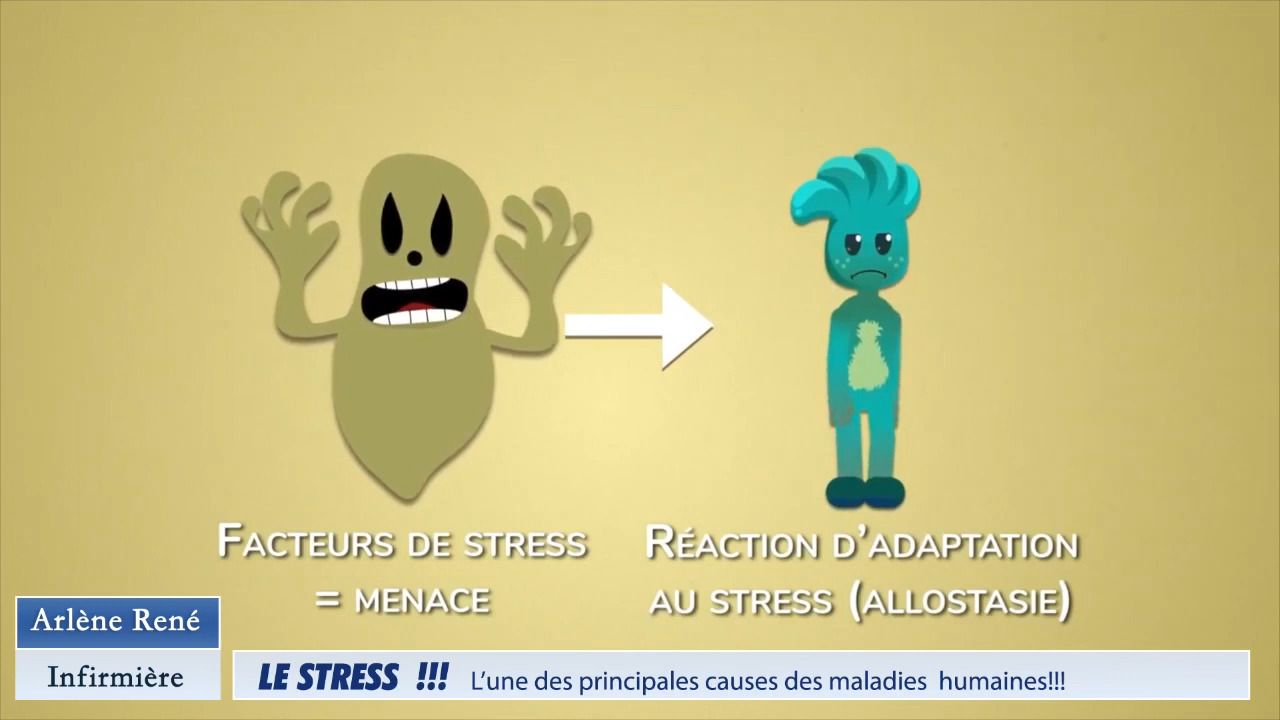 FACTEURS DE STRESS
= MENACE
RÉACTION D'ADAPTATION
AU STRESS (ALLOSTASIE)
Arlène René
Infirmière
LE STRESS !!! L'une des principales causes des maladies humaines!!!